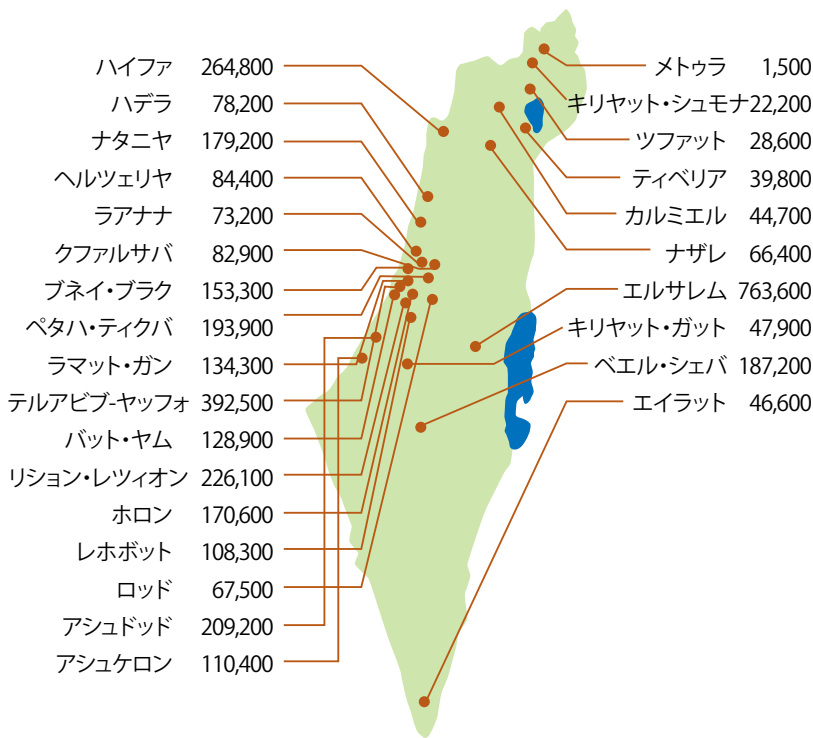 ハイファ 264,800
ハデラ 78,200
ナタニヤ 179,200
ヘルツェリヤ 84,400
ラアナナ 73,200
クファルサバ 82,900
ブネイ・ブラク 153,300
ペタハ・ティクバ 193,900
ラマット・ガン 134,300
テルアビブ-ヤッフォ 392,500
バット・ヤム 128,900
リション・レツィオン 226,100
ホロン 170,600
レホボット 108,300
ロッド 67,500
アシュドッド 209,200
アシュケロン 110,400
メトゥラ 1,500
キリヤット・シュモナ 22,200
ツファット 28,600
ティベリア 39,800
カルミエル 44,700
ナザレ 66,400
エルサレム 763,600
キリヤット・ガット 47,900
ベエル・シェバ 187,200
エイラット 46,600